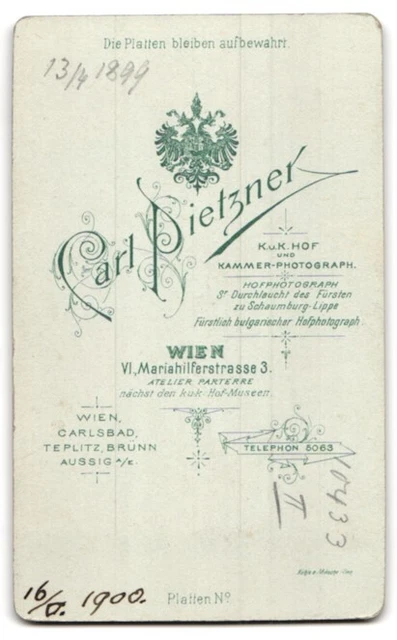 Die Platten bleiben aufbewahrt.
13/4 1899
Carl Pietzner
K.u.K. HOF
UND
KAMMER-PHOTOGRAPH.
HOFPHOTOGRAPH
Sr Durchlaucht des Fürsten
zu Schaumburg-Lippe
Fürstlich bulgarischer Hofphotograph.
WIEN
VI., Mariahilferstrasse 3.
ATELIER PARTERRE
nächst den k.u.k. Hof-Museen.
WIEN,
CARLSBAD,
TEPLITZ, BRÜNN
AUSSIG a/E.
TELEPHON 5063
II
10433
16/V. 1900.
Platten No